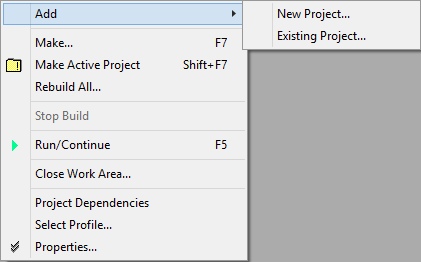 Add
New Project...
Existing Project...
Make... F7
Make Active Project Shift+F7
Rebuild All...
Stop Build
Run/Continue F5
Close Work Area...
Project Dependencies
Select Profile...
Properties...